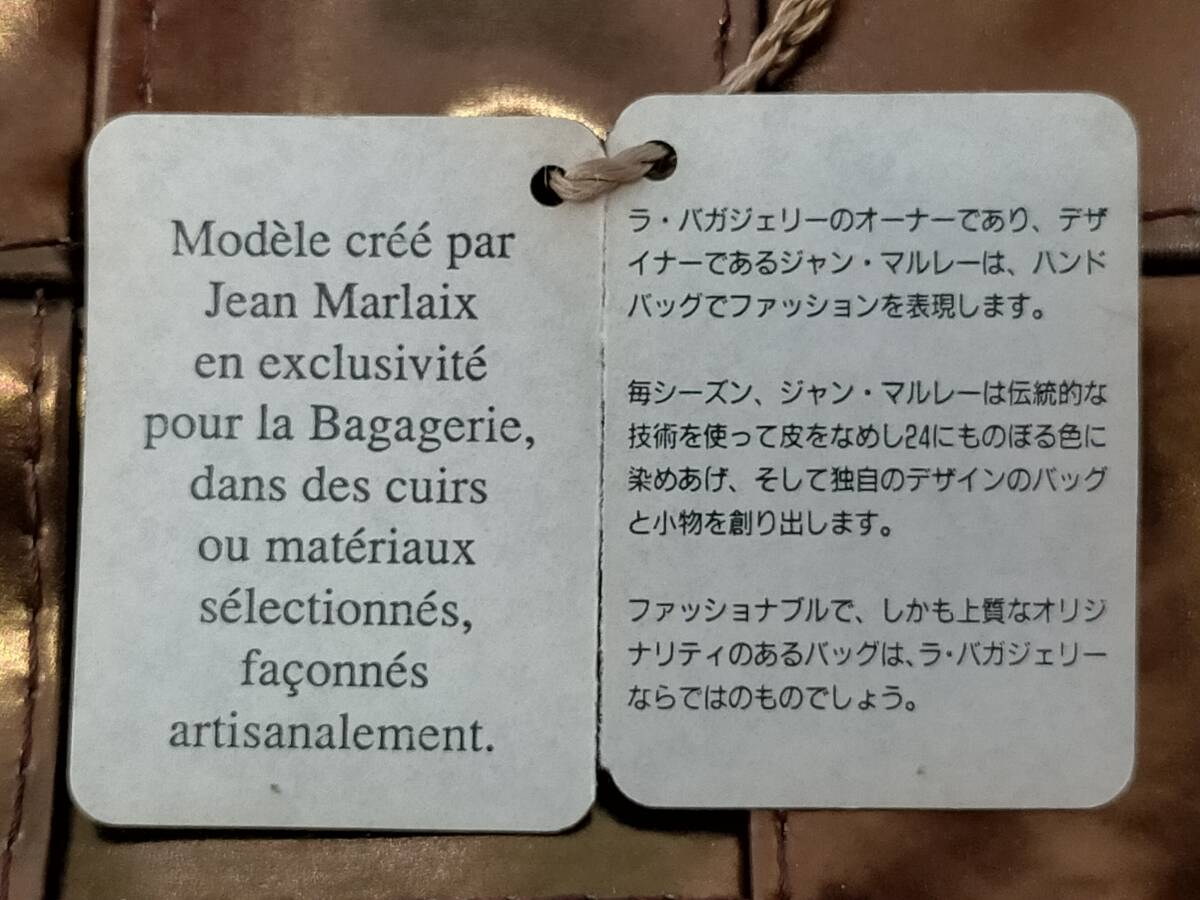 Modèle créé par
Jean Marlaix
en exclusivité
pour la Bagagerie,
dans des cuirs
ou matériaux
sélectionnés,
façonnés
artisanalement.
ラ・バガジェリーのオーナーであり、デザ
イナーであるジャン・マルレーは、ハンド
バッグでファッションを表現します。
毎シーズン、ジャン・マルレーは伝統的な
技術を使って皮をなめし24にものぼる色に
染めあげ、そして独自のデザインのバッグ
と小物を創り出します。
ファッショナブルで、しかも上質なオリジ
ナリティのあるバッグは、ラ・バガジェリー
ならではのものでしょう。